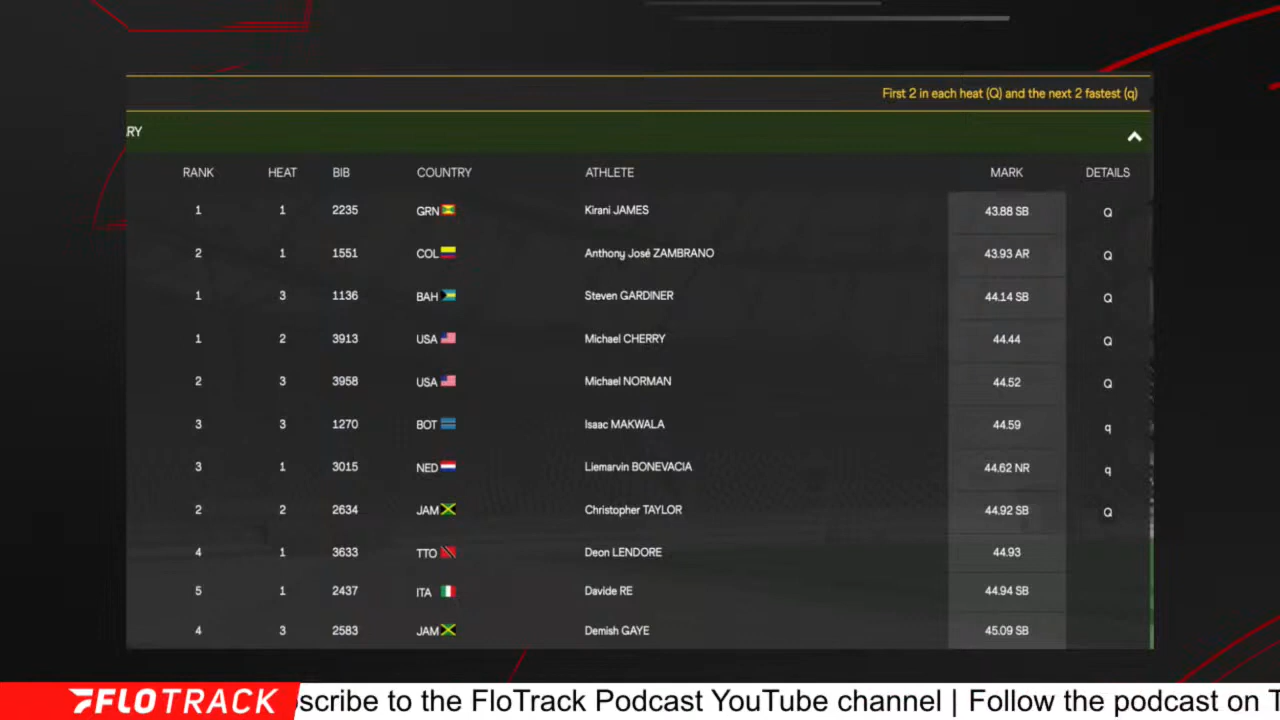 First 2 in each heat (Q) and the next 2 fastest (q)
RY
RANK HEAT BIB COUNTRY ATHLETE MARK DETAILS
1 1 2235 GRN Kirani JAMES 43.88 SB Q
2 1 1551 COL Anthony José ZAMBRANO 43.93 AR Q
1 3 1136 BAH Steven GARDINER 44.14 SB Q
1 2 3913 USA Michael CHERRY 44.44 Q
2 3 3958 USA Michael NORMAN 44.52 Q
3 3 1270 BOT Isaac MAKWALA 44.59 q
3 1 3015 NED Liemarvin BONEVACIA 44.62 NR q
2 2 2634 JAM Christopher TAYLOR 44.92 SB Q
4 1 3633 TTO Deon LENDORE 44.93
5 1 2437 ITA Davide RE 44.94 SB
4 3 2583 JAM Demish GAYE 45.09 SB
FLOTRACK scribe to the FloTrack Podcast YouTube channel | Follow the podcast on T